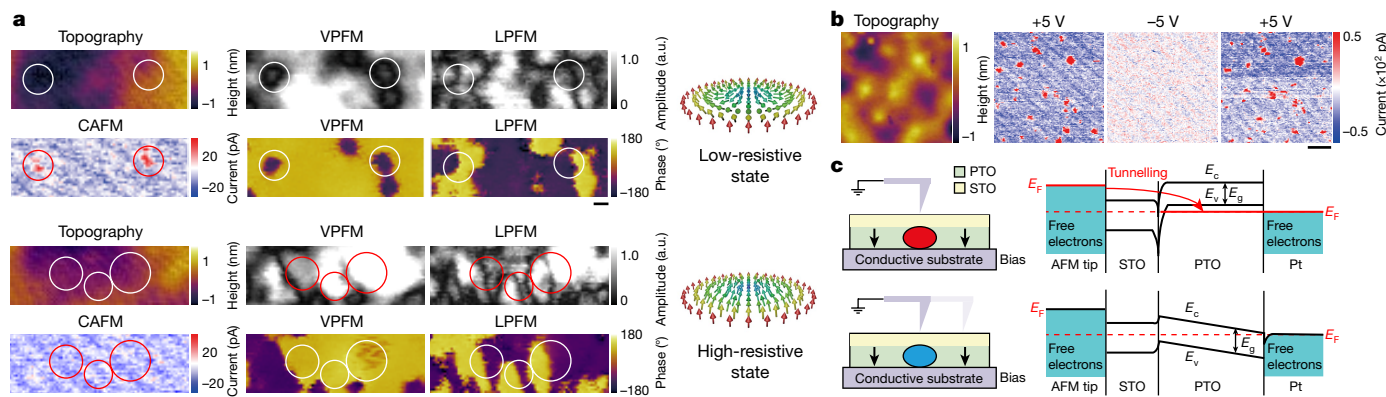 a
Topography
VPFM
LPFM
1
−1
Height (nm)
1.0
0
Amplitude (a.u.)
CAFM
VPFM
LPFM
20
−20
Current (pA)
180
−180
Phase (°)
Low-resistive
state
Topography
VPFM
LPFM
1
−1
Height (nm)
1.0
0
Amplitude (a.u.)
CAFM
VPFM
LPFM
20
−20
Current (pA)
180
−180
Phase (°)
High-resistive
state
b
Topography
+5 V
−5 V
+5 V
1
−1
Height (nm)
0.5
−0.5
Current (×10² pA)
c
PTO
STO
Conductive substrate
Bias
Tunnelling
E_F
E_c
E_v
E_g
E_F
Free
electrons
Free
electrons
AFM tip
STO
PTO
Pt
Conductive substrate
Bias
E_F
E_c
E_g
E_v
E_F
Free
electrons
Free
electrons
AFM tip
STO
PTO
Pt